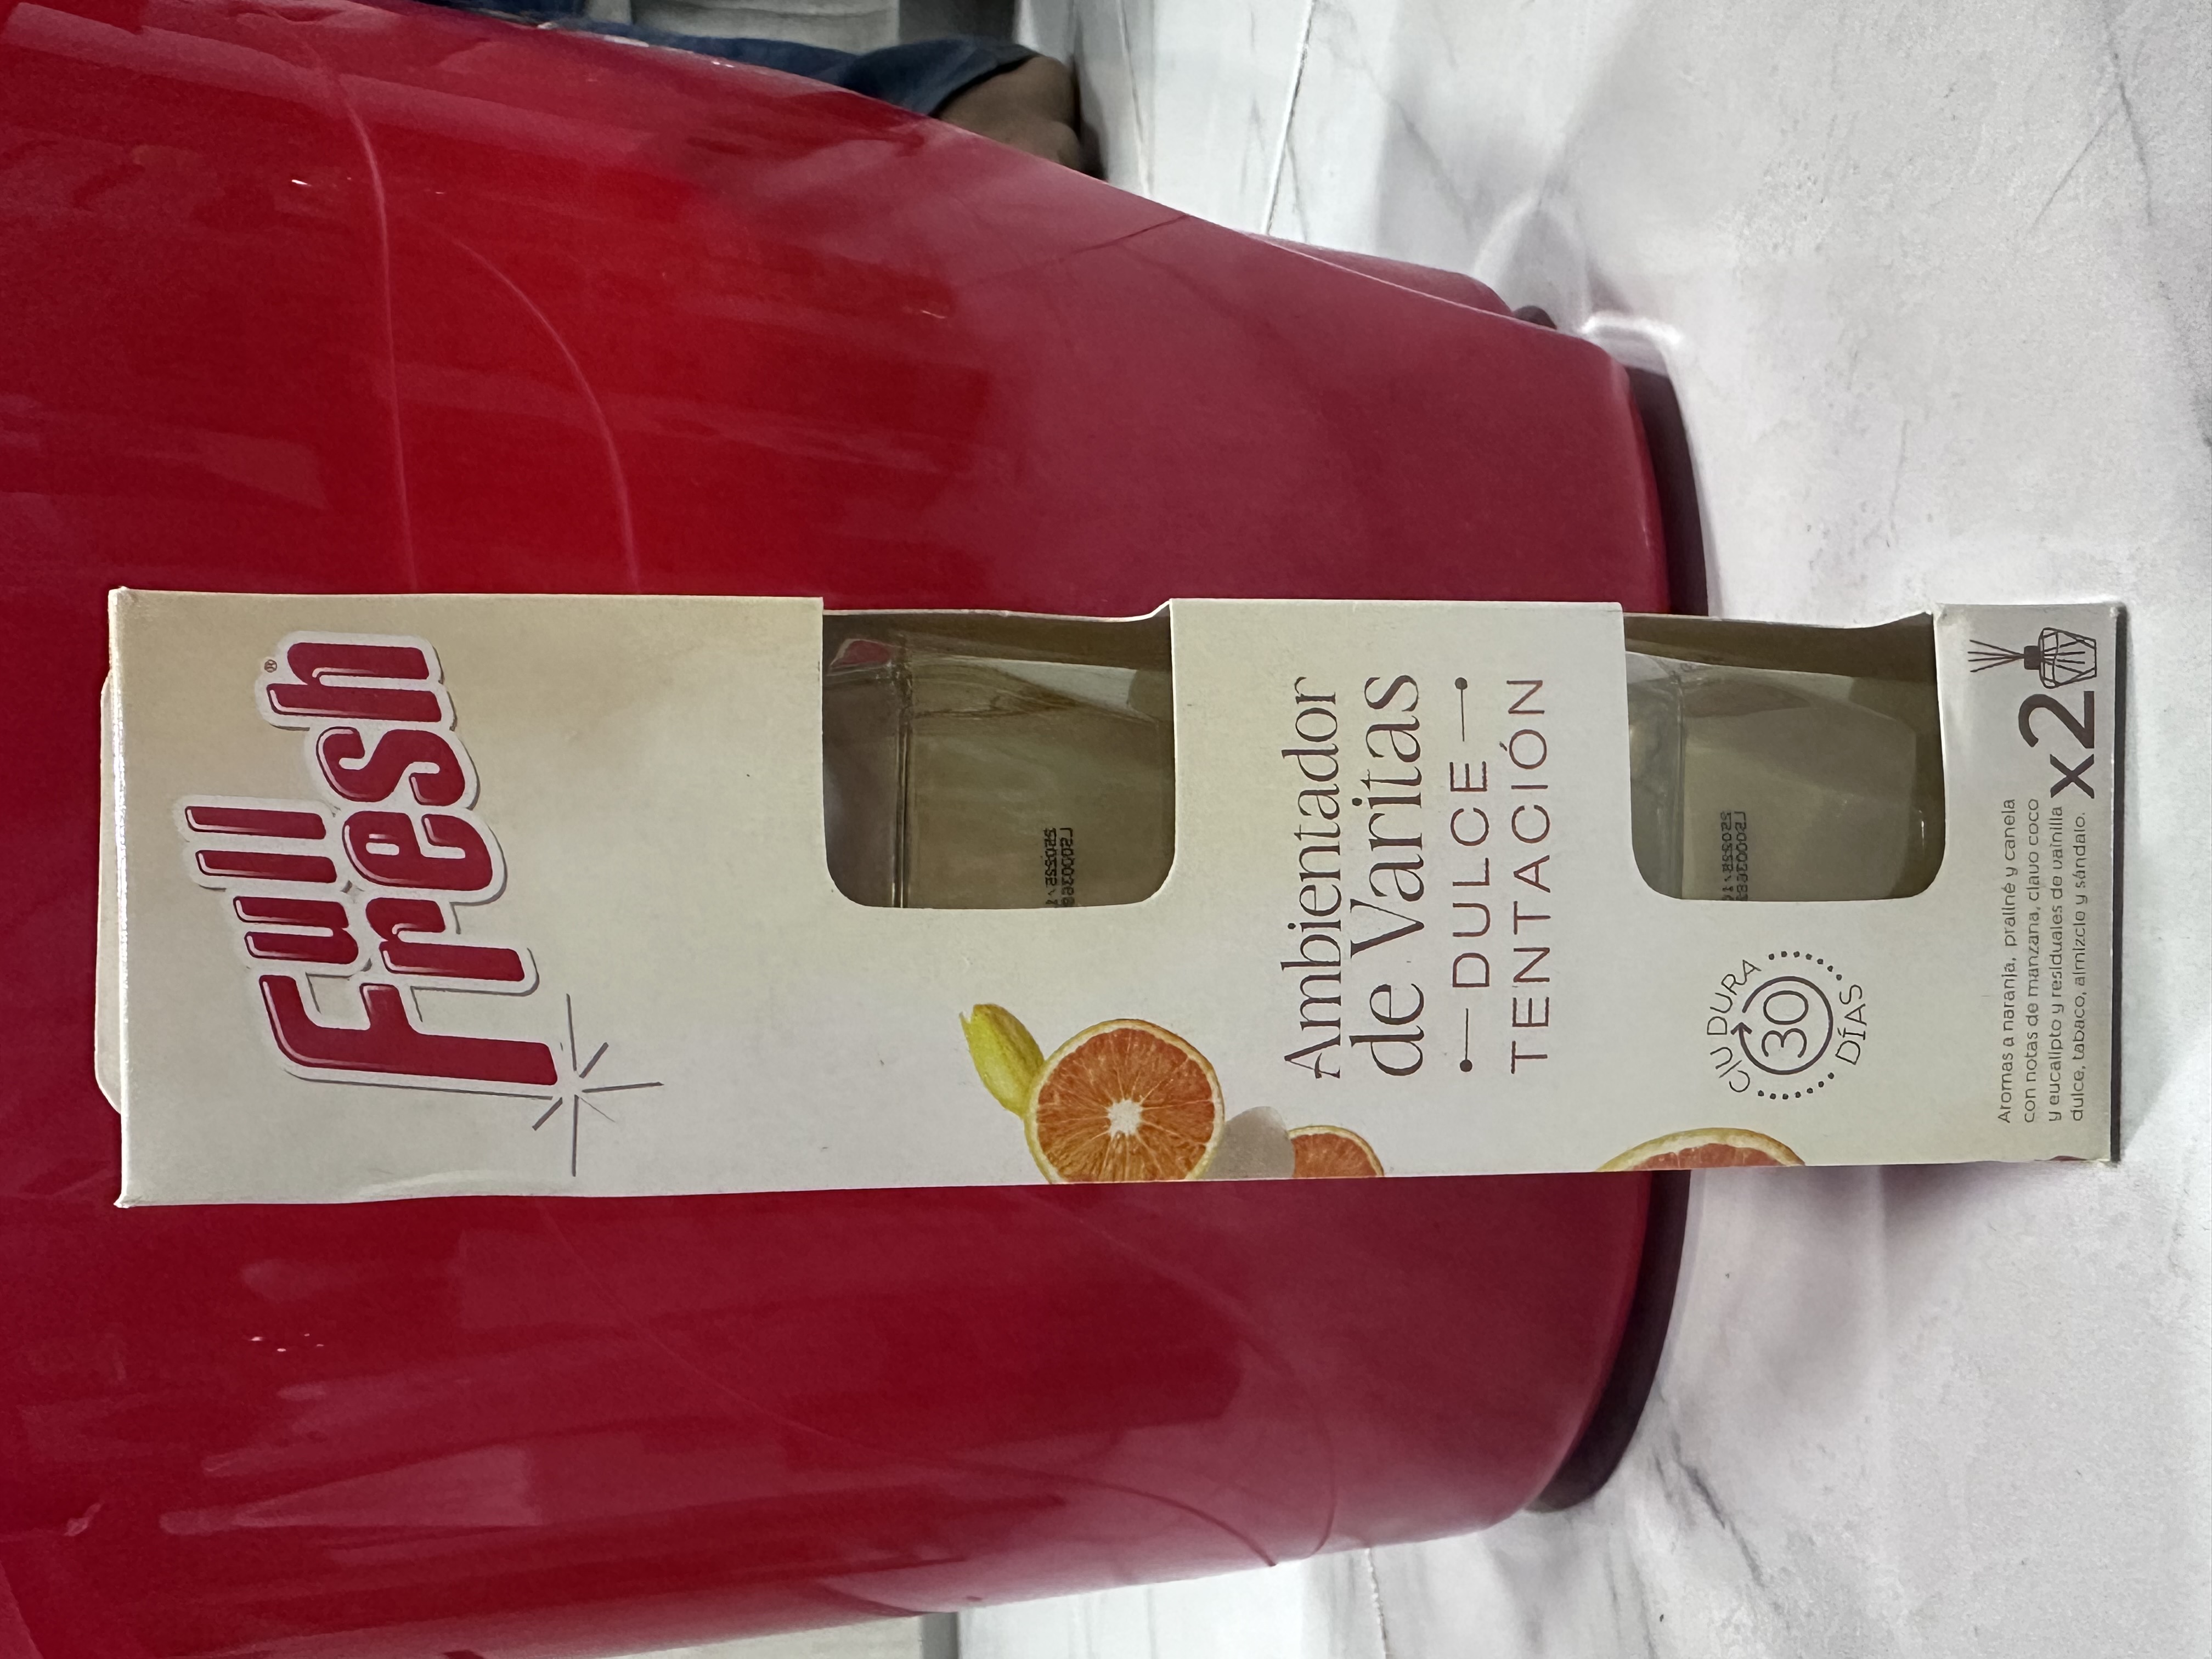 Full
Fresh®
Ambientador
de Varitas
DULCE
TENTACIÓN
C/U DURA
30
DÍAS
Aromas a naranja, praliné y canela
con notas de manzana, clavo coco
y eucalipto y residuales de vainilla
dulce, tabaco, almizcle y sándalo.
x2